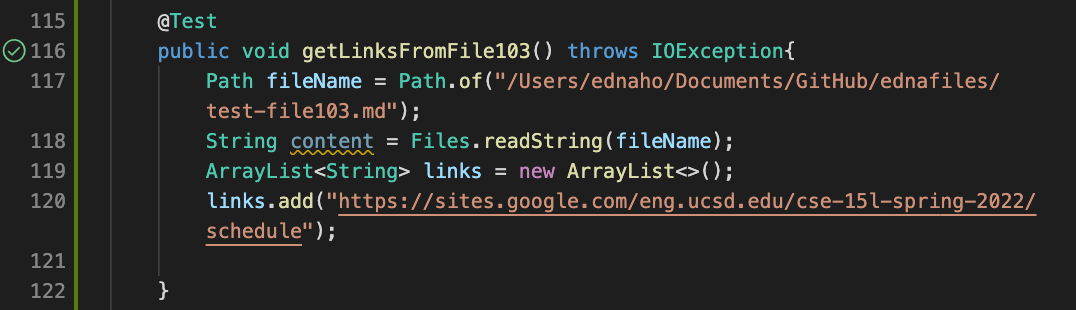 115 @Test
116 public void getLinksFromFile103() throws IOException{
117 Path fileName = Path.of("/Users/ednaho/Documents/GitHub/ednafiles/
test-file103.md");
118 String content = Files.readString(fileName);
119 ArrayList<String> links = new ArrayList<>();
120 links.add("https://sites.google.com/eng.ucsd.edu/cse-15l-spring-2022/
schedule");
121
122 }